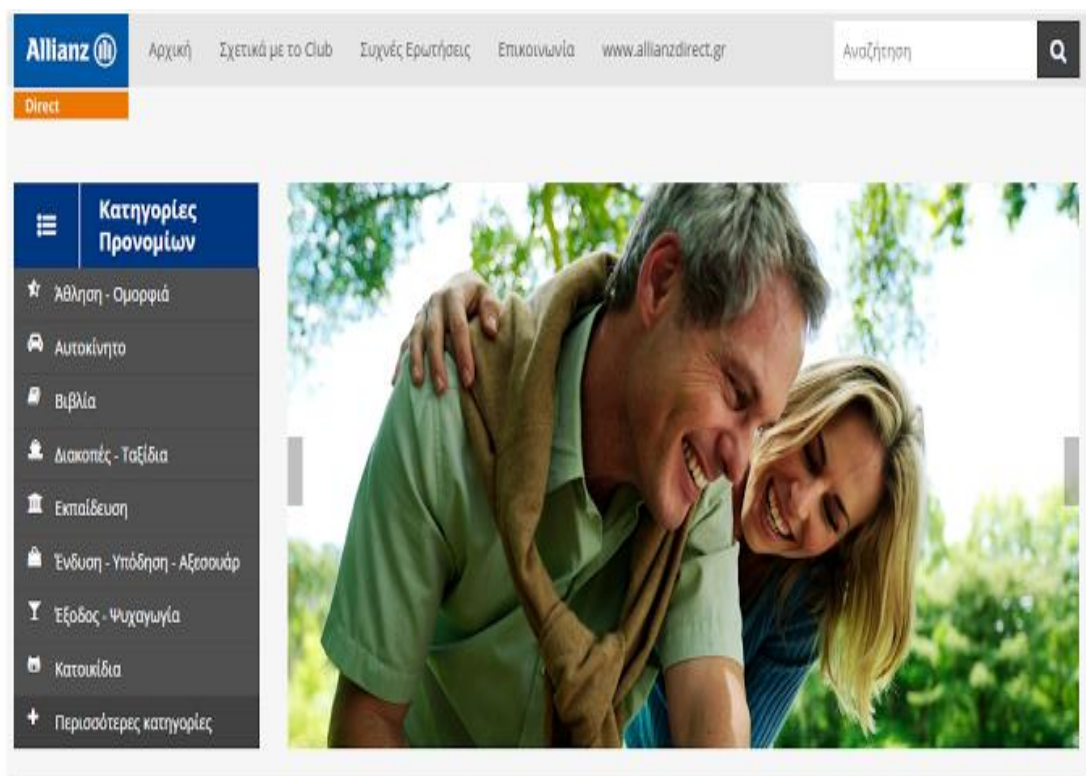 Allianz
Direct
Αρχική
Σχετικά με το Club
Συχνές Ερωτήσεις
Επικοινωνία
www.allianzdirect.gr
Αναζήτηση
Κατηγορίες
Προνομίων
Άθληση - Ομορφιά
Αυτοκίνητο
Βιβλία
Διακοπές - Ταξίδια
Εκπαίδευση
Ένδυση - Υπόδηση - Αξεσουάρ
Έξοδος - Ψυχαγωγία
Κατοικίδια
Περισσότερες κατηγορίες